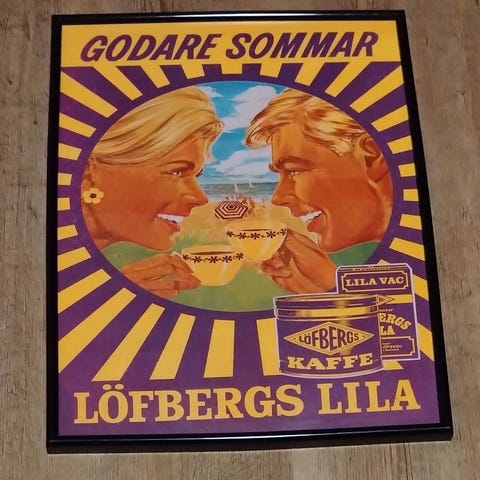 GODARE SOMMAR
LILA VAC
LÖFBERGS
KAFFE
LÖFBERGS LILA